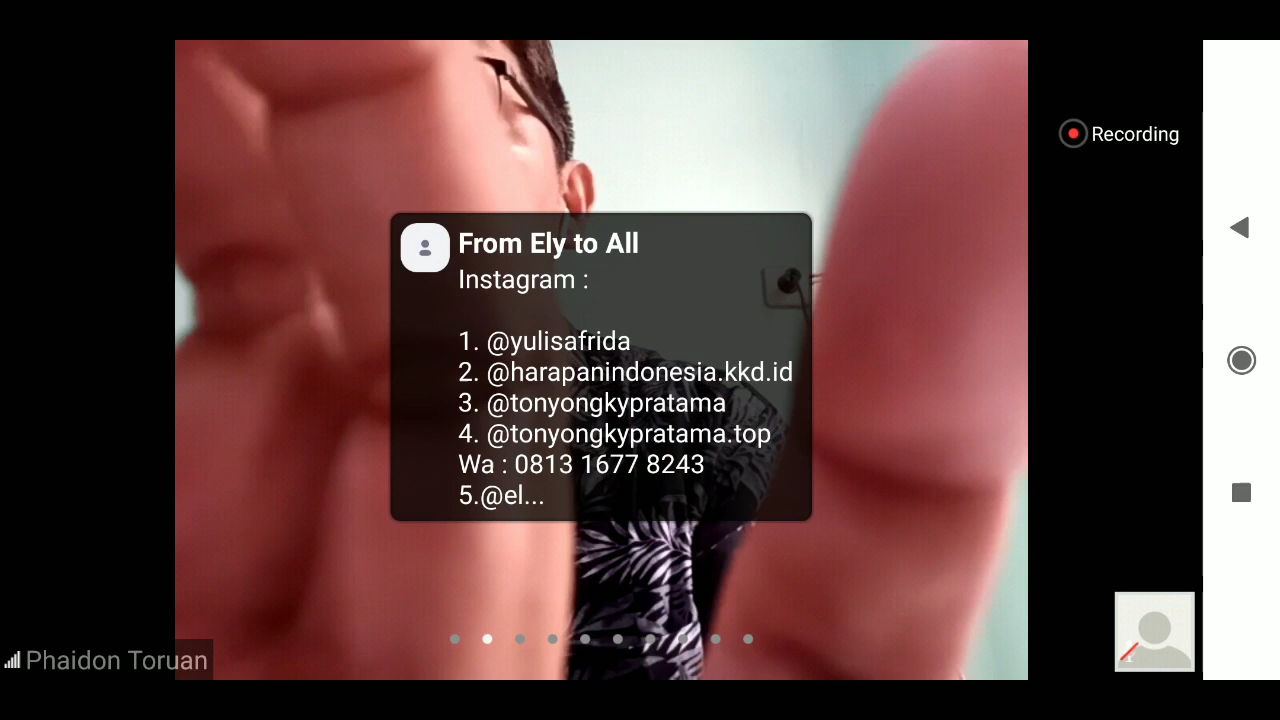 Recording
From Ely to All
Instagram :
1. @yulisafrida
2. @harapanindonesia.kkd.id
3. @tonyongkypratama
4. @tonyongkypratama.top
Wa : 0813 1677 8243
5.@el...
Phaidon Toruan